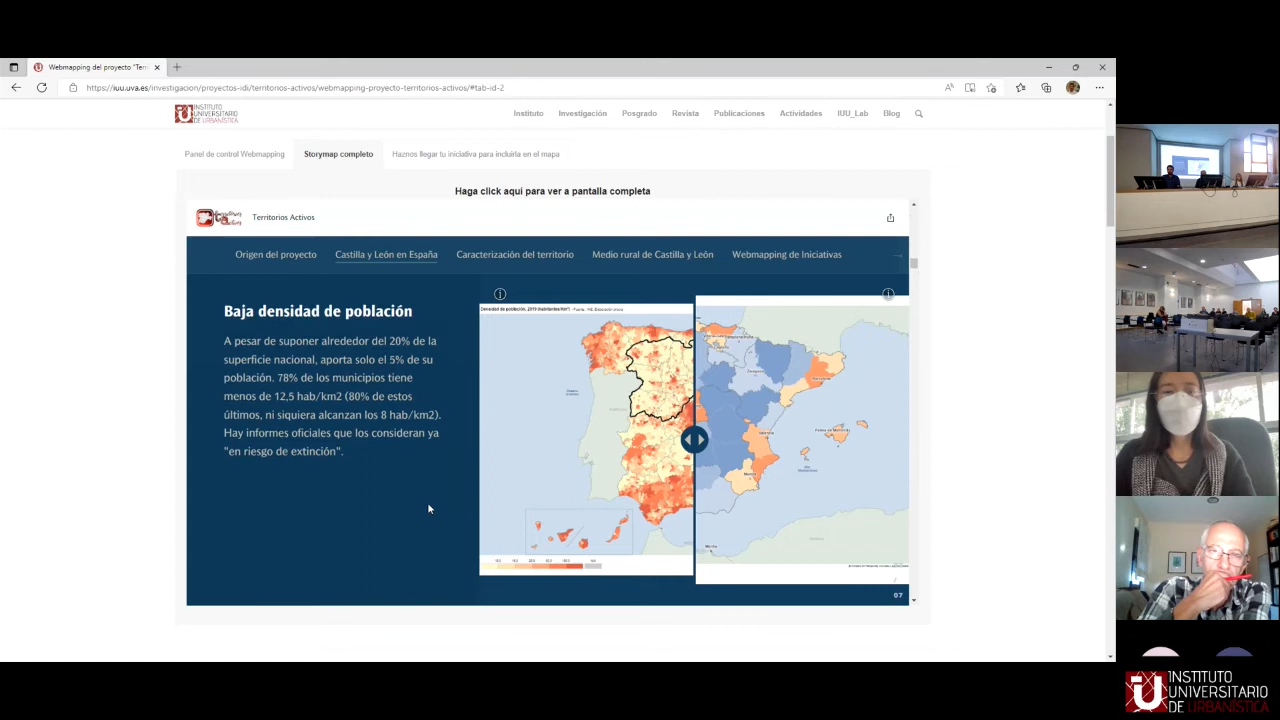 Webmapping del proyecto "Terri
https://iuu.uva.es/investigacion/proyectos-idi/territorios-activos/webmapping-proyecto-territorios-activos/#tab-id-2
INSTITUTO
UNIVERSITARIO
DE URBANÍSTICA
Instituto
Investigación
Posgrado
Revista
Publicaciones
Actividades
IUU_Lab
Blog
Panel de control Webmapping
Storymap completo
Haznos llegar tu iniciativa para incluirla en el mapa
Haga click aquí para ver a pantalla completa
Territorios Activos
Origen del proyecto
Castilla y León en España
Caracterización del territorio
Medio rural de Castilla y León
Webmapping de Iniciativas
Baja densidad de población
A pesar de suponer alrededor del 20% de la
superficie nacional, aporta solo el 5% de su
población. 78% de los municipios tiene
menos de 12,5 hab/km2 (80% de estos
últimos, ni siquiera alcanzan los 8 hab/km2).
Hay informes oficiales que los consideran ya
"en riesgo de extinción".
07
INSTITUTO
UNIVERSITARIO
DE URBANÍSTICA